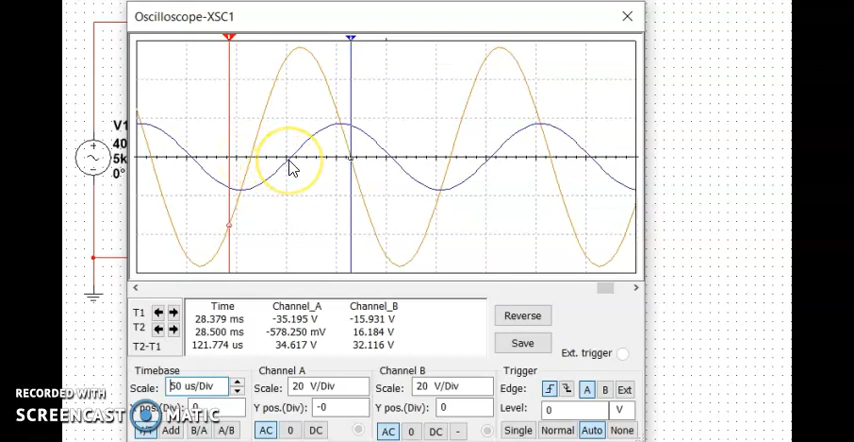 Oscilloscope-XSC1
V1
40
5k
0°
Time Channel_A Channel_B
T1 28.379 ms -35.195 V -15.931 V
T2 28.500 ms -578.250 mV 16.184 V
T2-T1 121.774 us 34.617 V 32.116 V
Reverse
Save
Ext. trigger
Timebase Channel A Channel B Trigger
Scale: 50 us/Div Scale: 20 V/Div Scale: 20 V/Div Edge: A B Ext
X pos.(Div): 0 Y pos.(Div): -0 Y pos.(Div): 0 Level: 0 V
Y/T Add B/A A/B AC 0 DC AC 0 DC - Single Normal Auto None
RECORDED WITH
SCREENCAST MATIC